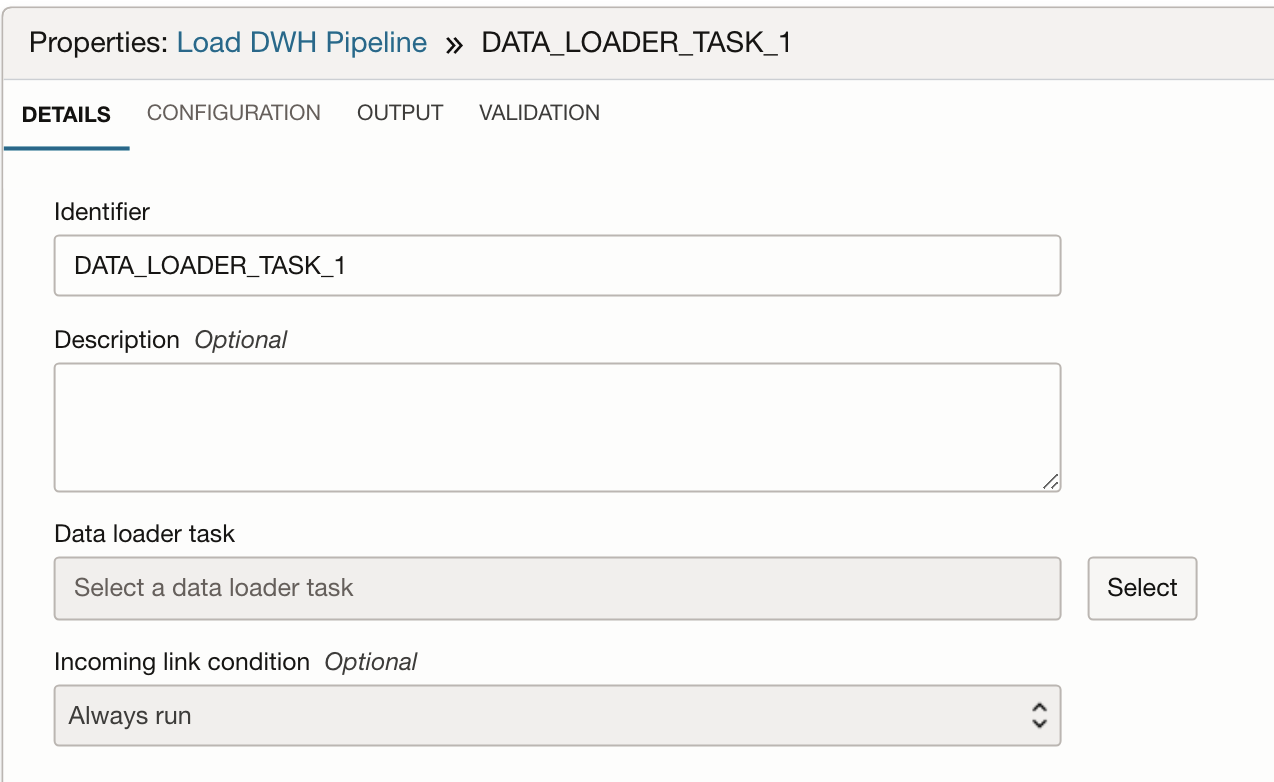 Properties: Load DWH Pipeline » DATA_LOADER_TASK_1
DETAILS CONFIGURATION OUTPUT VALIDATION
Identifier
DATA_LOADER_TASK_1
Description Optional
Data loader task
Select a data loader task Select
Incoming link condition Optional
Always run